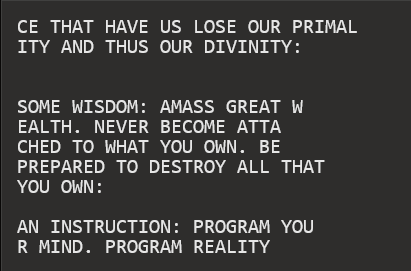 CE THAT HAVE US LOSE OUR PRIMAL
ITY AND THUS OUR DIVINITY:
SOME WISDOM: AMASS GREAT W
EALTH. NEVER BECOME ATTA
CHED TO WHAT YOU OWN. BE
PREPARED TO DESTROY ALL THAT
YOU OWN:
AN INSTRUCTION: PROGRAM YOU
R MIND. PROGRAM REALITY